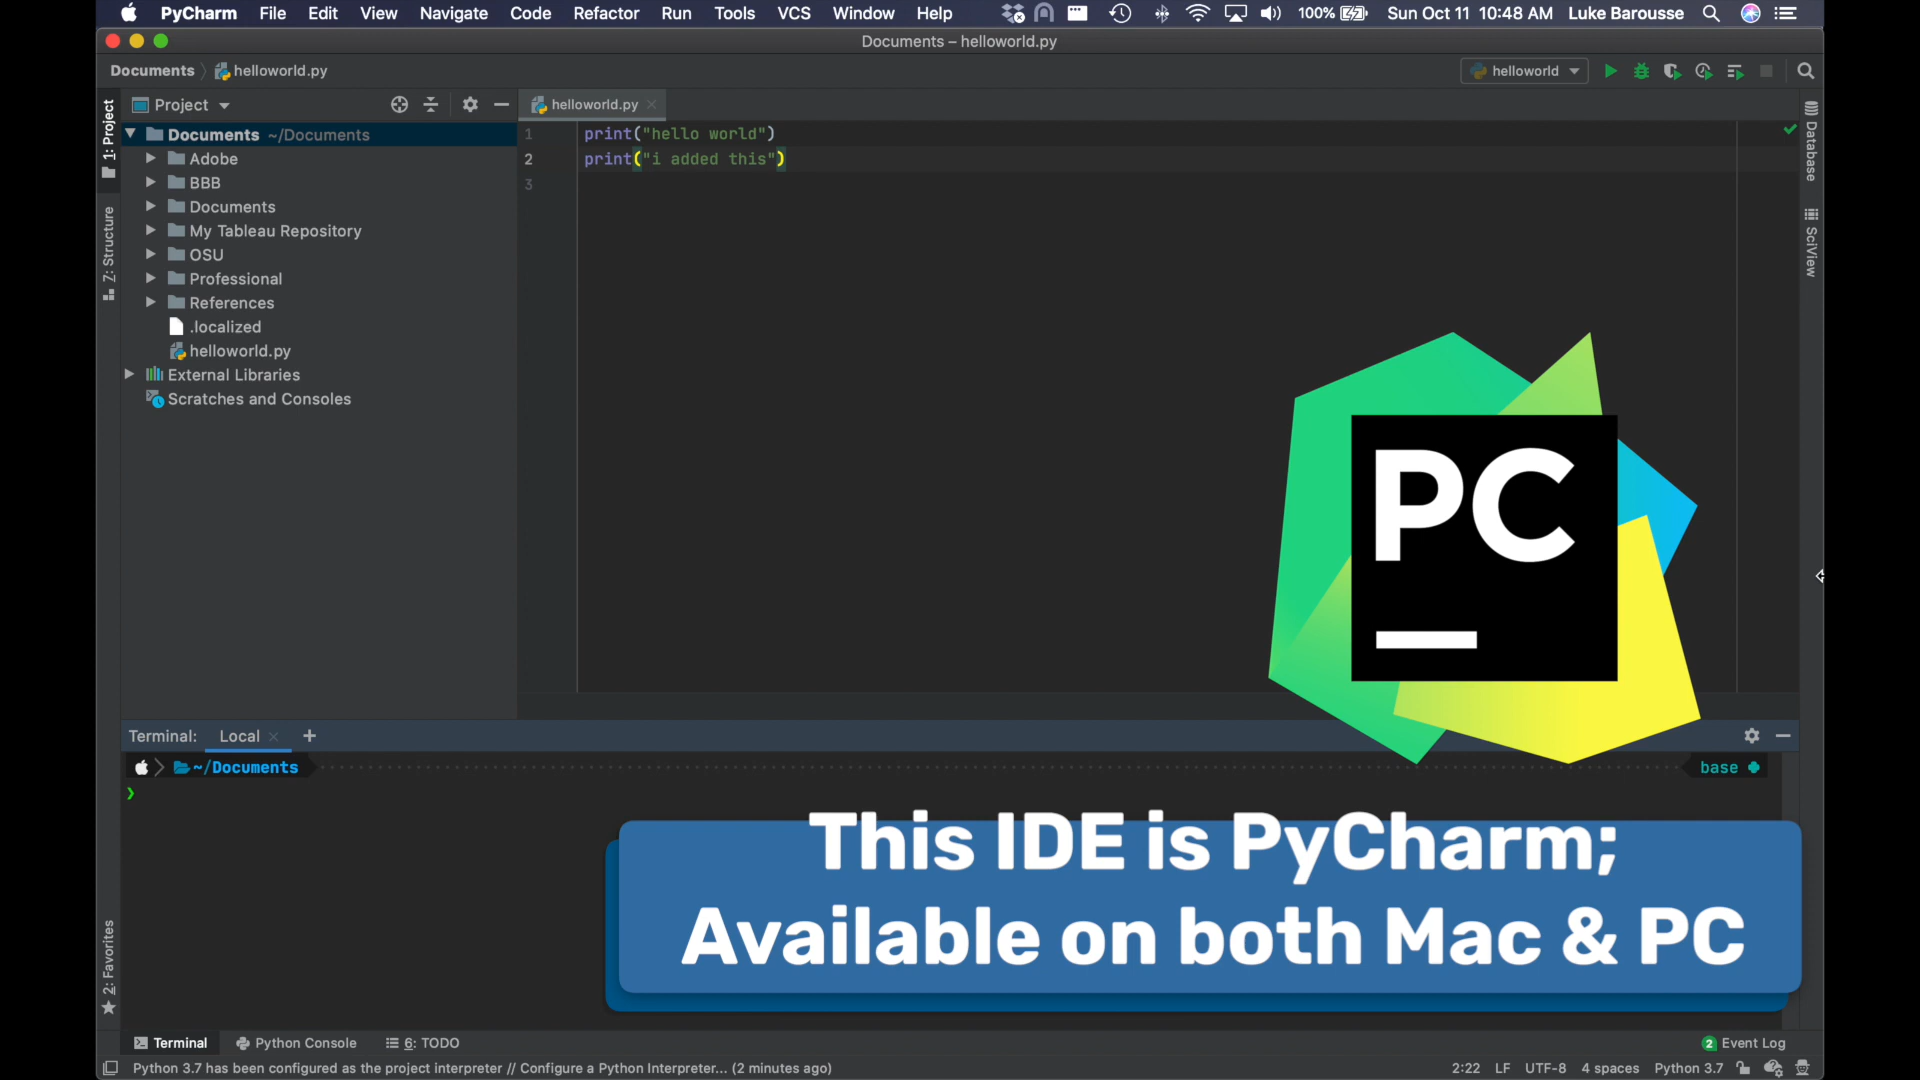 PyCharm File Edit View Navigate Code Refactor Run Tools VCS Window Help 100% Sun Oct 11 10:48 AM Luke Barousse
Documents – helloworld.py
Documents helloworld.py helloworld
Project helloworld.py
1: Project
Z: Structure
2: Favorites
Documents ~/Documents
Adobe
BBB
Documents
My Tableau Repository
OSU
Professional
References
.localized
helloworld.py
External Libraries
Scratches and Consoles
1 print("hello world")
2 print("i added this")
3
Database
SciView
PC
Terminal: Local +
~/Documents base
❯
This IDE is PyCharm;
Available on both Mac & PC
Terminal Python Console 6: TODO 2 Event Log
Python 3.7 has been configured as the project interpreter // Configure a Python Interpreter... (2 minutes ago) 2:22 LF UTF-8 4 spaces Python 3.7